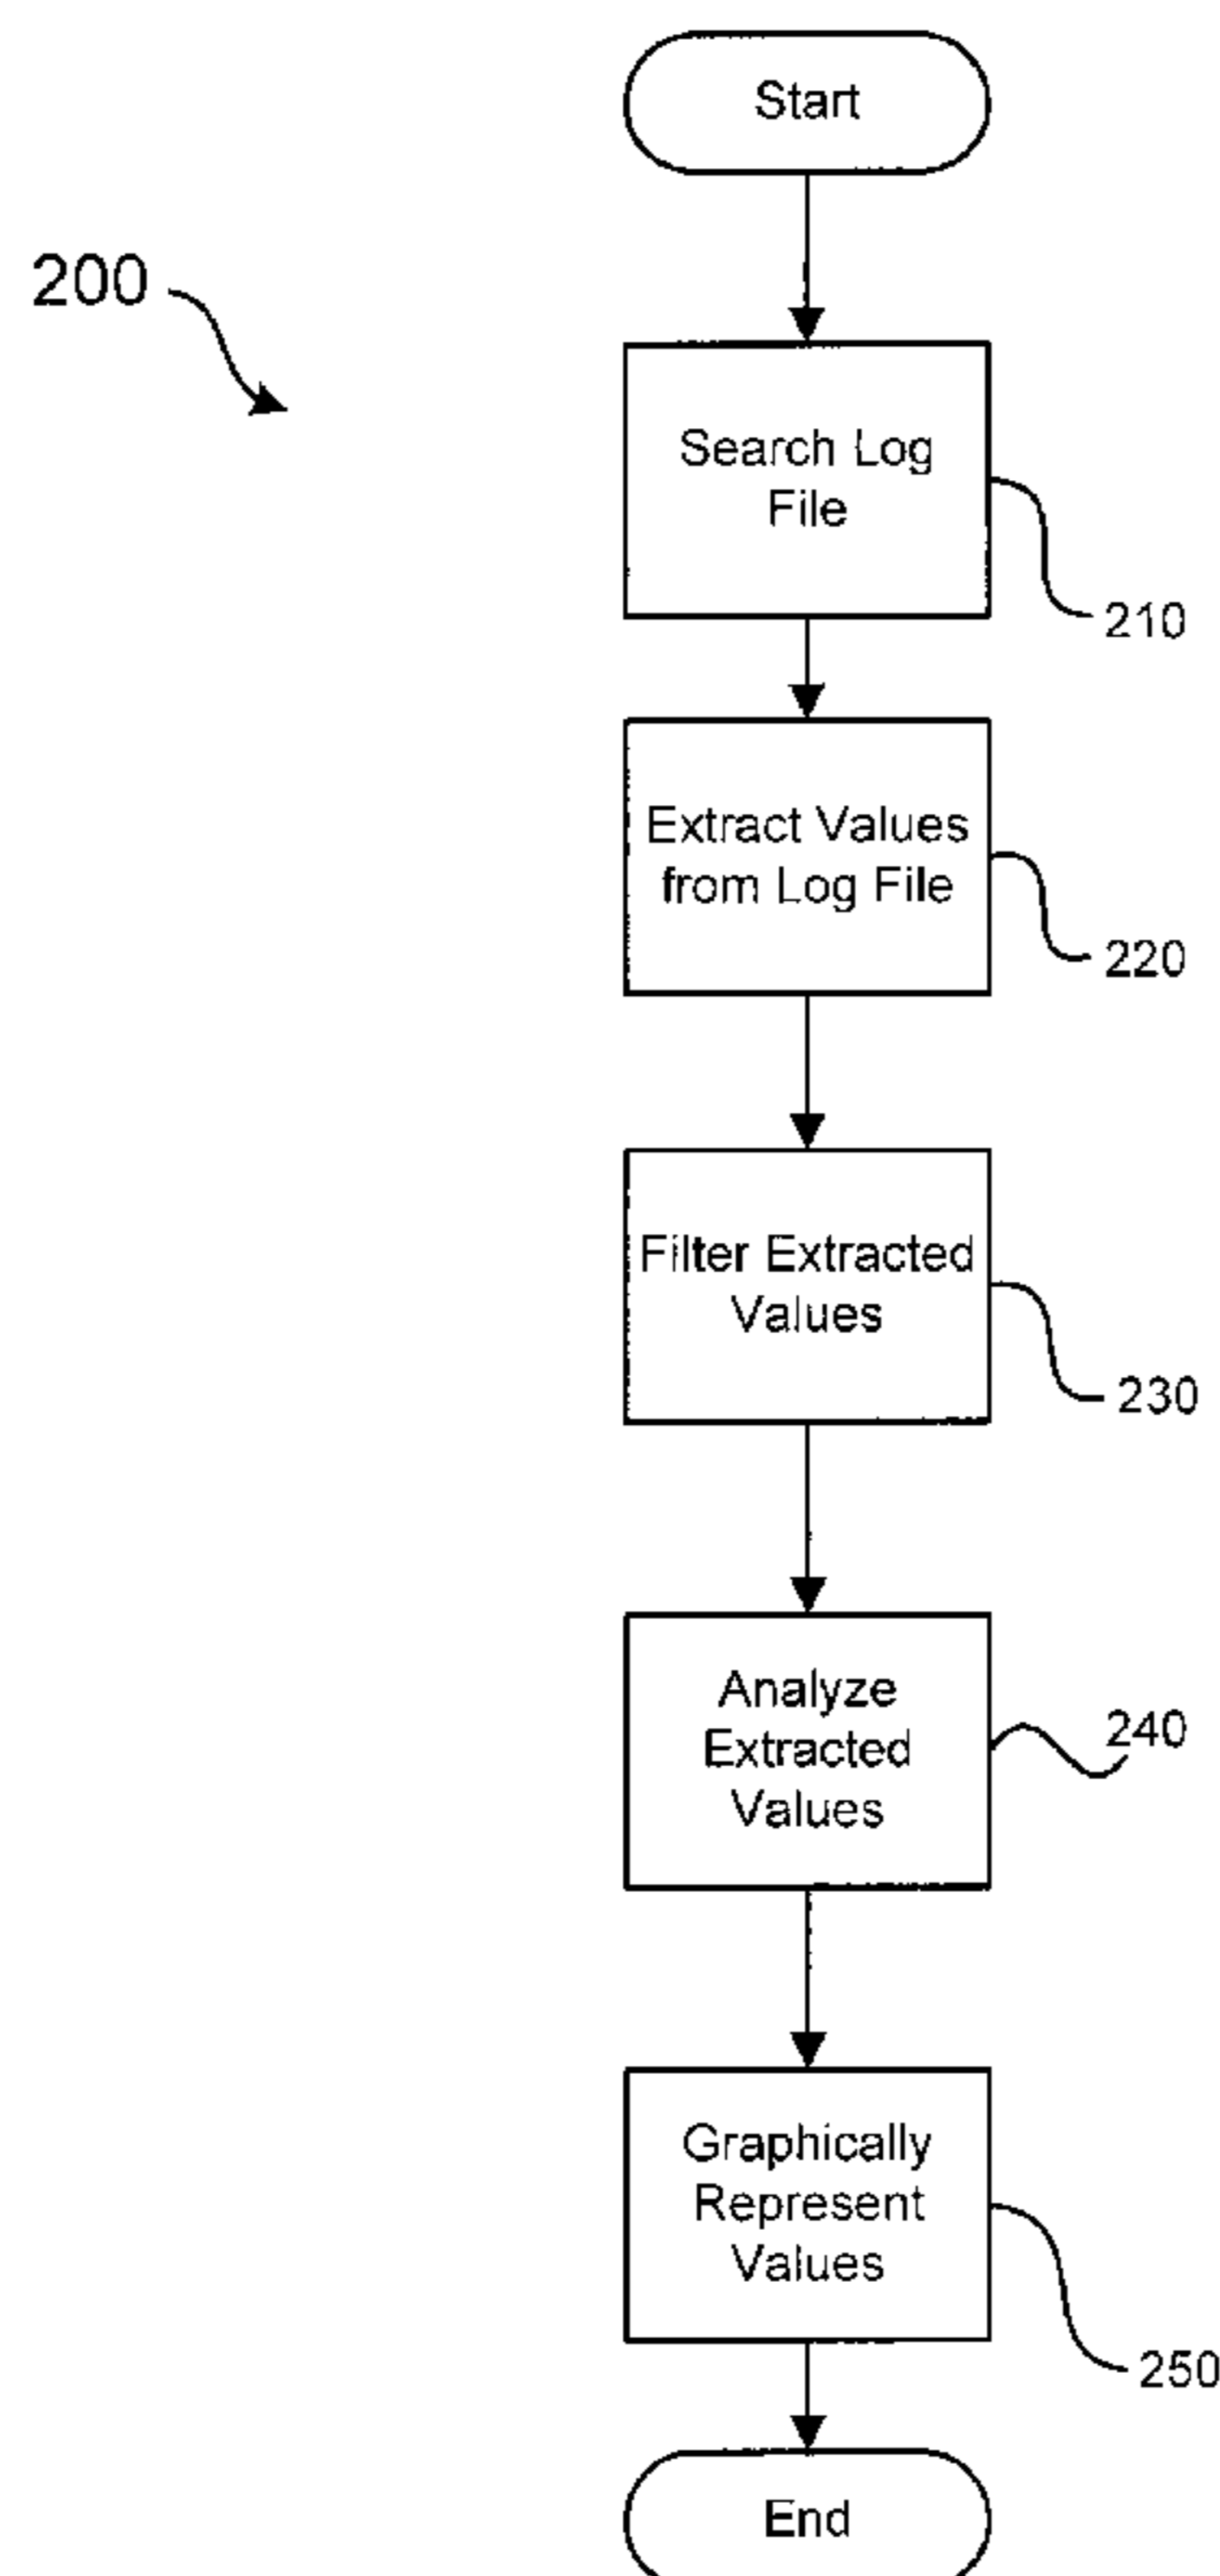 Start
200
Search Log
File
210
Extract Values
from Log File
220
Filter Extracted
Values
230
Analyze
Extracted
Values
240
Graphically
Represent
Values
250
End